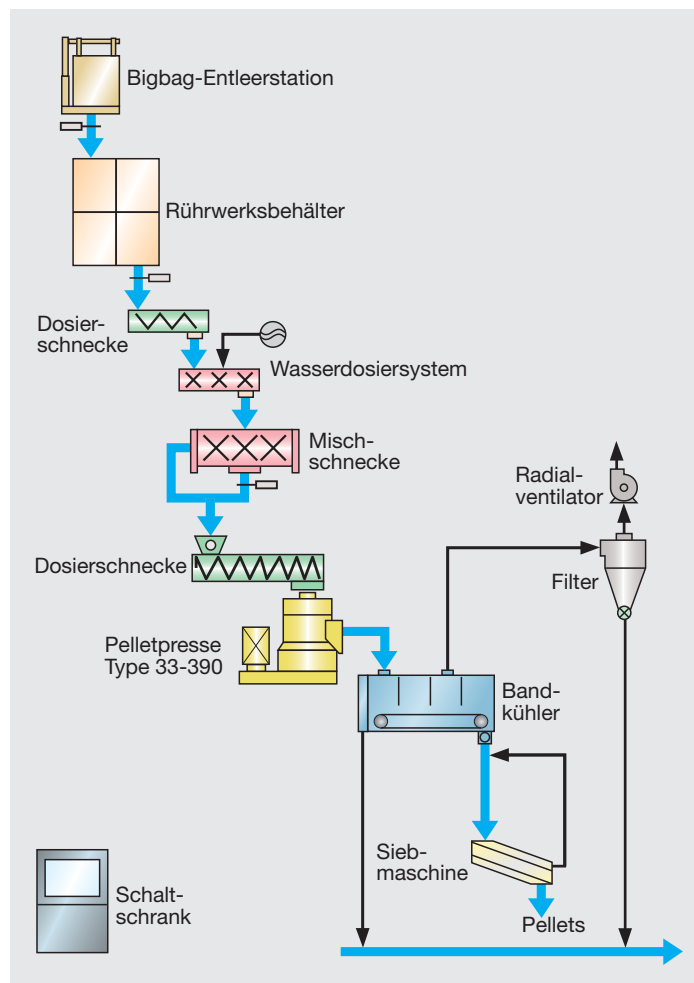 Bigbag-Entleerstation
Rührwerksbehälter
Dosier-
schnecke
Wasserdosiersystem
Misch-
schnecke
Radial-
ventilator
Dosierschnecke
Filter
Pelletpresse
Type 33-390
Band-
kühler
Sieb-
maschine
Schalt-
schrank
Pellets